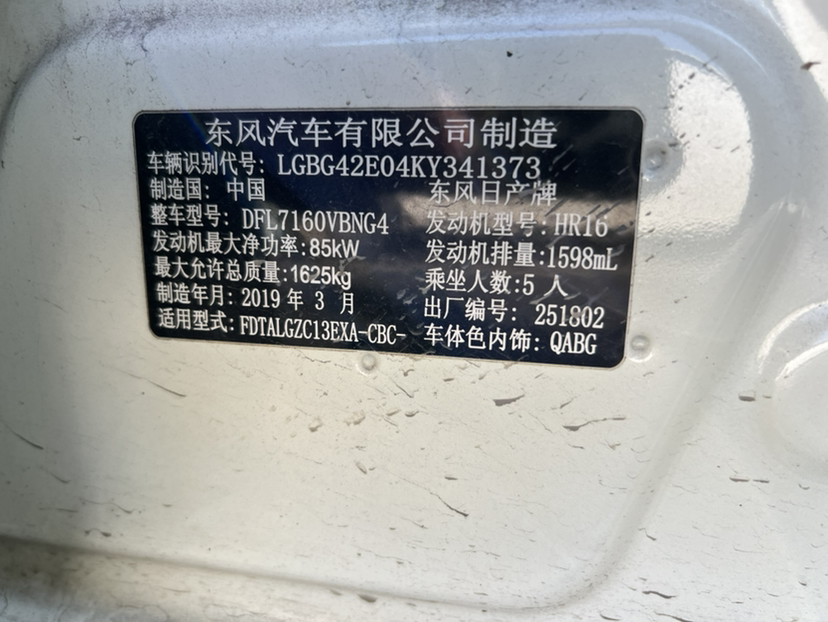 东风汽车有限公司制造
车辆识别代号: LGBG42E04KY341373
制造国: 中国 东风日产牌
整车型号: DFL7160VBNG4 发动机型号: HR16
发动机最大净功率: 85kW 发动机排量: 1598mL
最大允许总质量: 1625kg 乘坐人数: 5 人
制造年月: 2019 年 3 月 出厂编号: 251802
适用型式: FDTALGZC13EXA-CBC- 车体色内饰: QABG